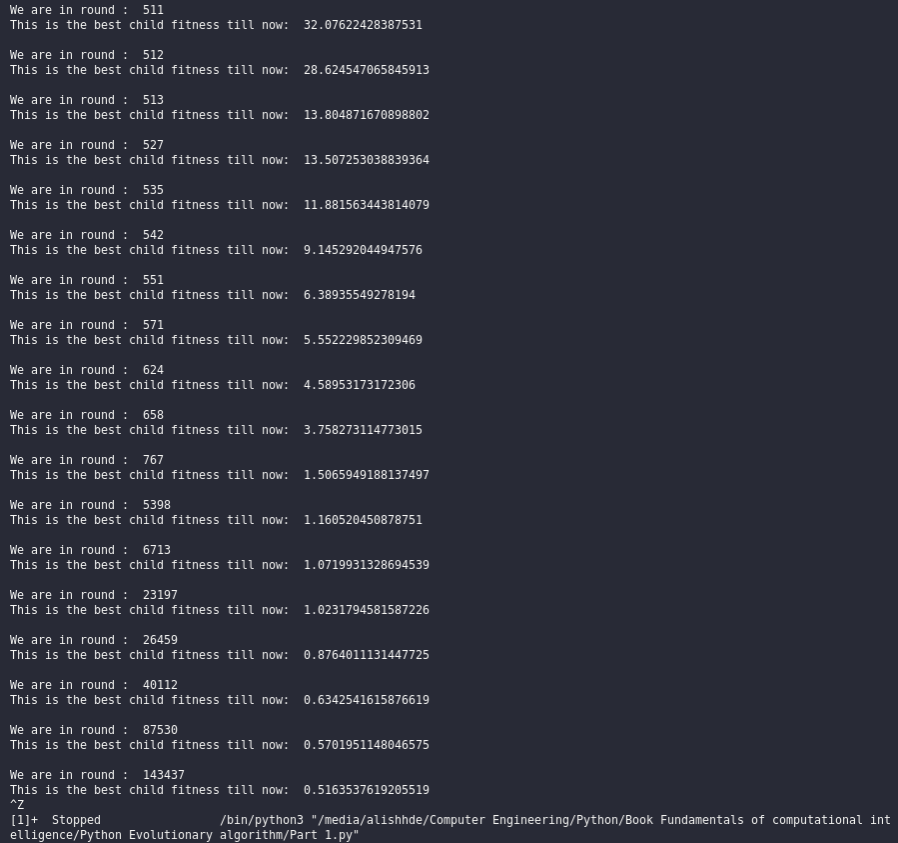 We are in round :  511
This is the best child fitness till now:  32.07622428387531
We are in round :  512
This is the best child fitness till now:  28.624547065845913
We are in round :  513
This is the best child fitness till now:  13.804871670898802
We are in round :  527
This is the best child fitness till now:  13.507253038839364
We are in round :  535
This is the best child fitness till now:  11.881563443814079
We are in round :  542
This is the best child fitness till now:  9.145292044947576
We are in round :  551
This is the best child fitness till now:  6.38935549278194
We are in round :  571
This is the best child fitness till now:  5.552229852309469
We are in round :  624
This is the best child fitness till now:  4.58953173172306
We are in round :  658
This is the best child fitness till now:  3.758273114773015
We are in round :  767
This is the best child fitness till now:  1.5065949188137497
We are in round :  5398
This is the best child fitness till now:  1.160520450878751
We are in round :  6713
This is the best child fitness till now:  1.0719931328694539
We are in round :  23197
This is the best child fitness till now:  1.0231794581587226
We are in round :  26459
This is the best child fitness till now:  0.8764011131447725
We are in round :  40112
This is the best child fitness till now:  0.6342541615876619
We are in round :  87530
This is the best child fitness till now:  0.5701951148046575
We are in round :  143437
This is the best child fitness till now:  0.5163537619205519
^Z
[1]+  Stopped                 /bin/python3 "/media/alishhde/Computer Engineering/Python/Book Fundamentals of computational int
elligence/Python Evolutionary algorithm/Part 1.py"